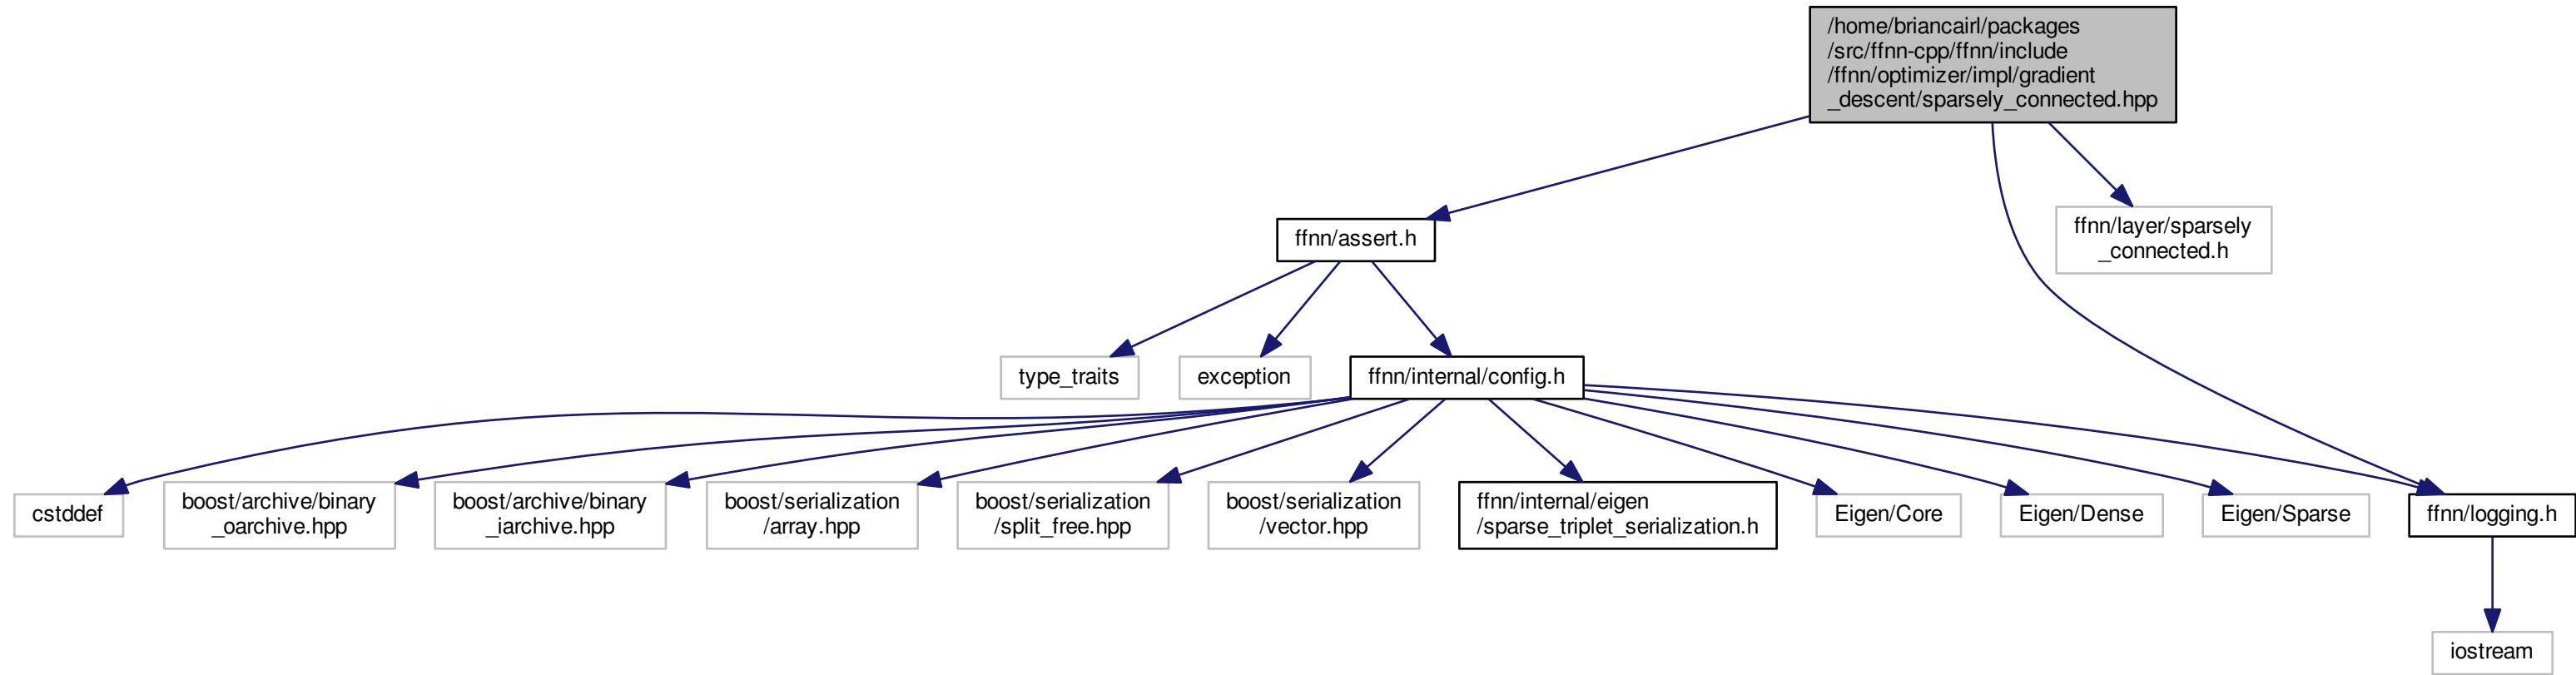 /home/briancairl/packages
/src/ffnn-cpp/ffnn/include
/ffnn/optimizer/impl/gradient
_descent/sparsely_connected.hpp
ffnn/assert.h
ffnn/layer/sparsely
_connected.h
type_traits
exception
ffnn/internal/config.h
cstddef
boost/archive/binary
_oarchive.hpp
boost/archive/binary
_iarchive.hpp
boost/serialization
/array.hpp
boost/serialization
/split_free.hpp
boost/serialization
/vector.hpp
ffnn/internal/eigen
/sparse_triplet_serialization.h
Eigen/Core
Eigen/Dense
Eigen/Sparse
ffnn/logging.h
iostream